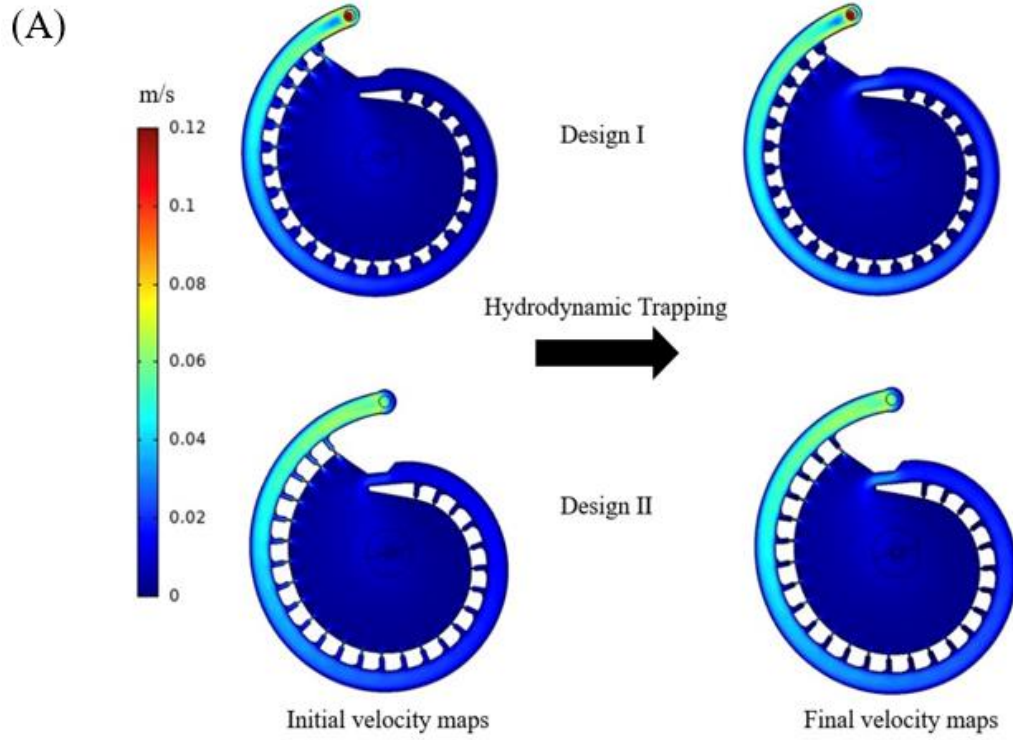 (A)
m/s
0.12
0.1
0.08
0.06
0.04
0.02
0
Design I
Hydrodynamic Trapping
Design II
Initial velocity maps
Final velocity maps